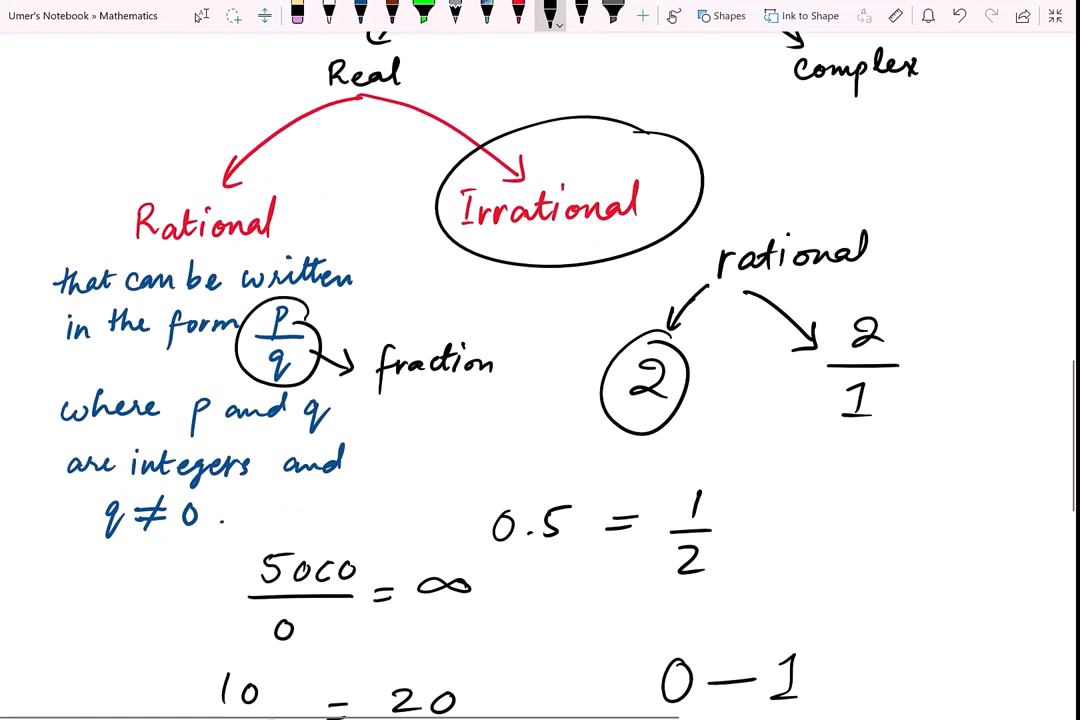 Umer's Notebook » Mathematics
Shapes
Ink to Shape
Real
Complex
Rational
Irrational
that can be written
in the form p/q
fraction
where p and q
are integers and
q ≠ 0 .
rational
2
2/1
0.5 = 1/2
5000/0 = ∞
10
= 20
0 — 1